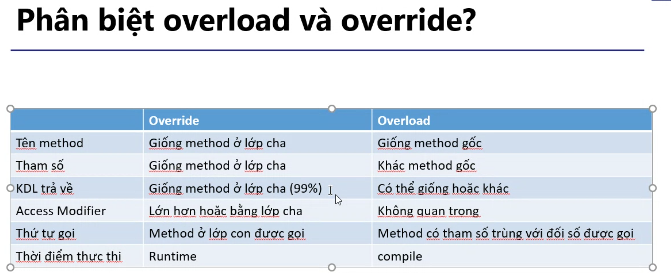 Phân biệt overload và override?
Override Overload
Tên method Giống method ở lớp cha Giống method gốc
Tham số Giống method ở lớp cha Khác method gốc
KDL trả về Giống method ở lớp cha (99%) Có thể giống hoặc khác
Access Modifier Lớn hơn hoặc bằng lớp cha Không quan trong
Thứ tự gọi Method ở lớp con được gọi Method có tham số trùng với đối số được gọi
Thời điểm thực thi Runtime compile